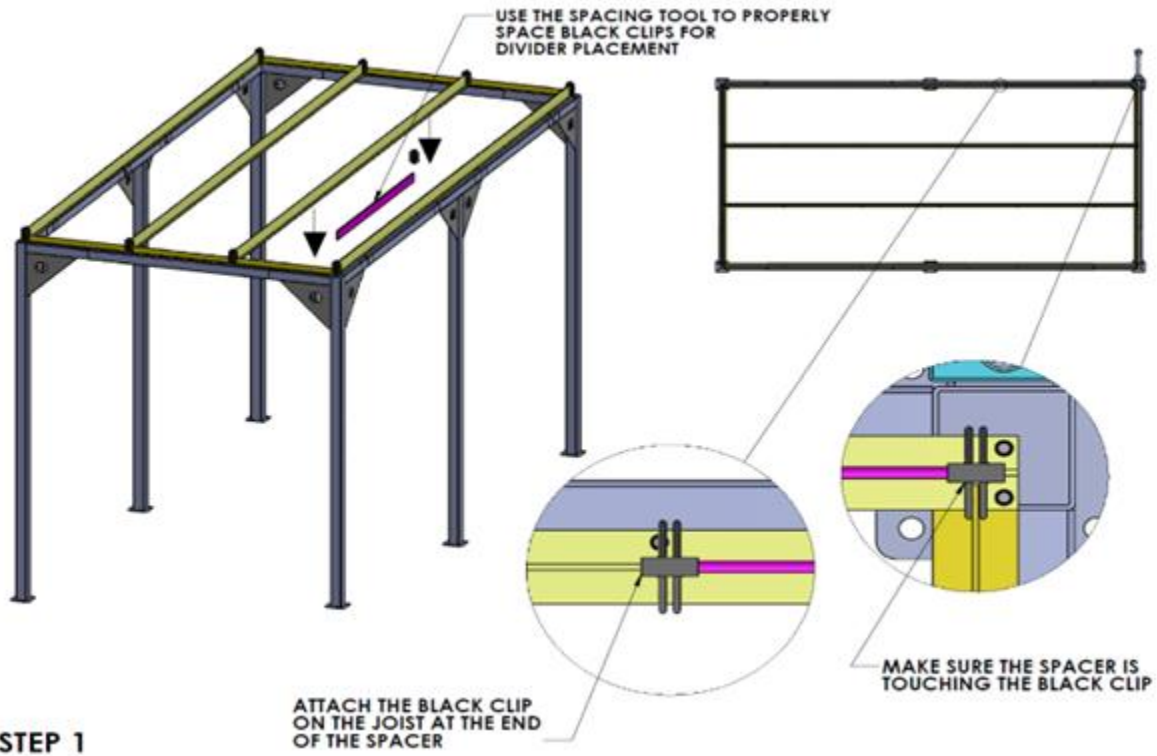 USE THE SPACING TOOL TO PROPERLY
SPACE BLACK CLIPS FOR
DIVIDER PLACEMENT
MAKE SURE THE SPACER IS
TOUCHING THE BLACK CLIP
ATTACH THE BLACK CLIP
ON THE JOIST AT THE END
OF THE SPACER
STEP 1